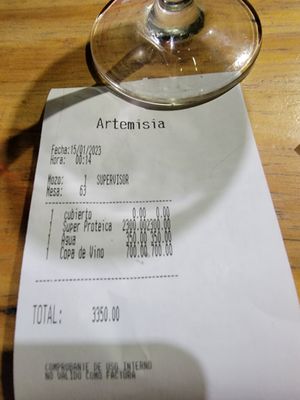 Artemisia
Fecha:15/01/2023
Hora: 00:14
Mozo: 1 SUPERVISOR
Mesa: 63
1 cubierto 0.00 0.00
1 Super Proteica 2300.00 2300.00
1 Agua 350.00 350.00
1 Copa de Vino 700.00 700.00
TOTAL: 3350.00
COMPROBANTE DE USO INTERNO
NO VALIDO COMO FACTURA